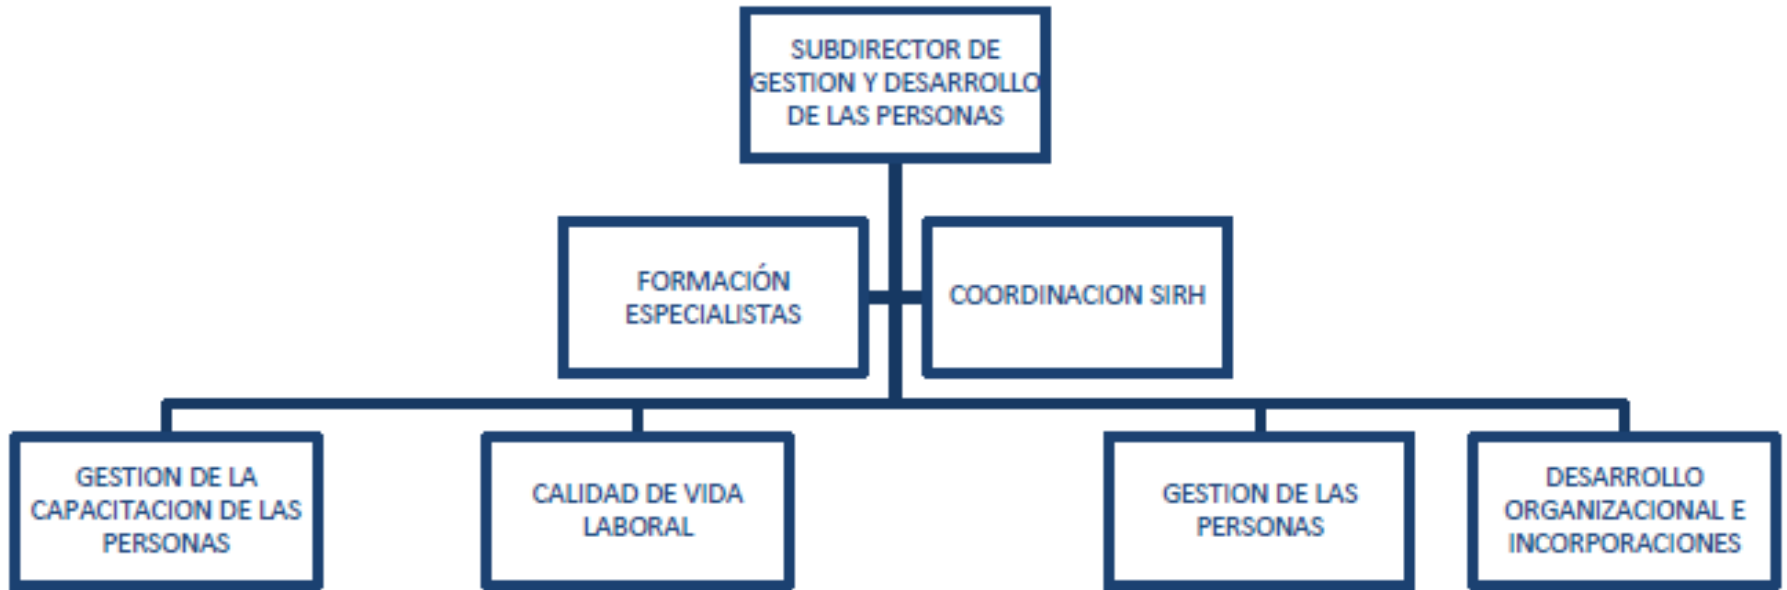 SUBDIRECTOR DE
GESTION Y DESARROLLO
DE LAS PERSONAS
FORMACIÓN
ESPECIALISTAS
COORDINACION SIRH
GESTION DE LA
CAPACITACION DE LAS
PERSONAS
CALIDAD DE VIDA
LABORAL
GESTION DE LAS
PERSONAS
DESARROLLO
ORGANIZACIONAL E
INCORPORACIONES